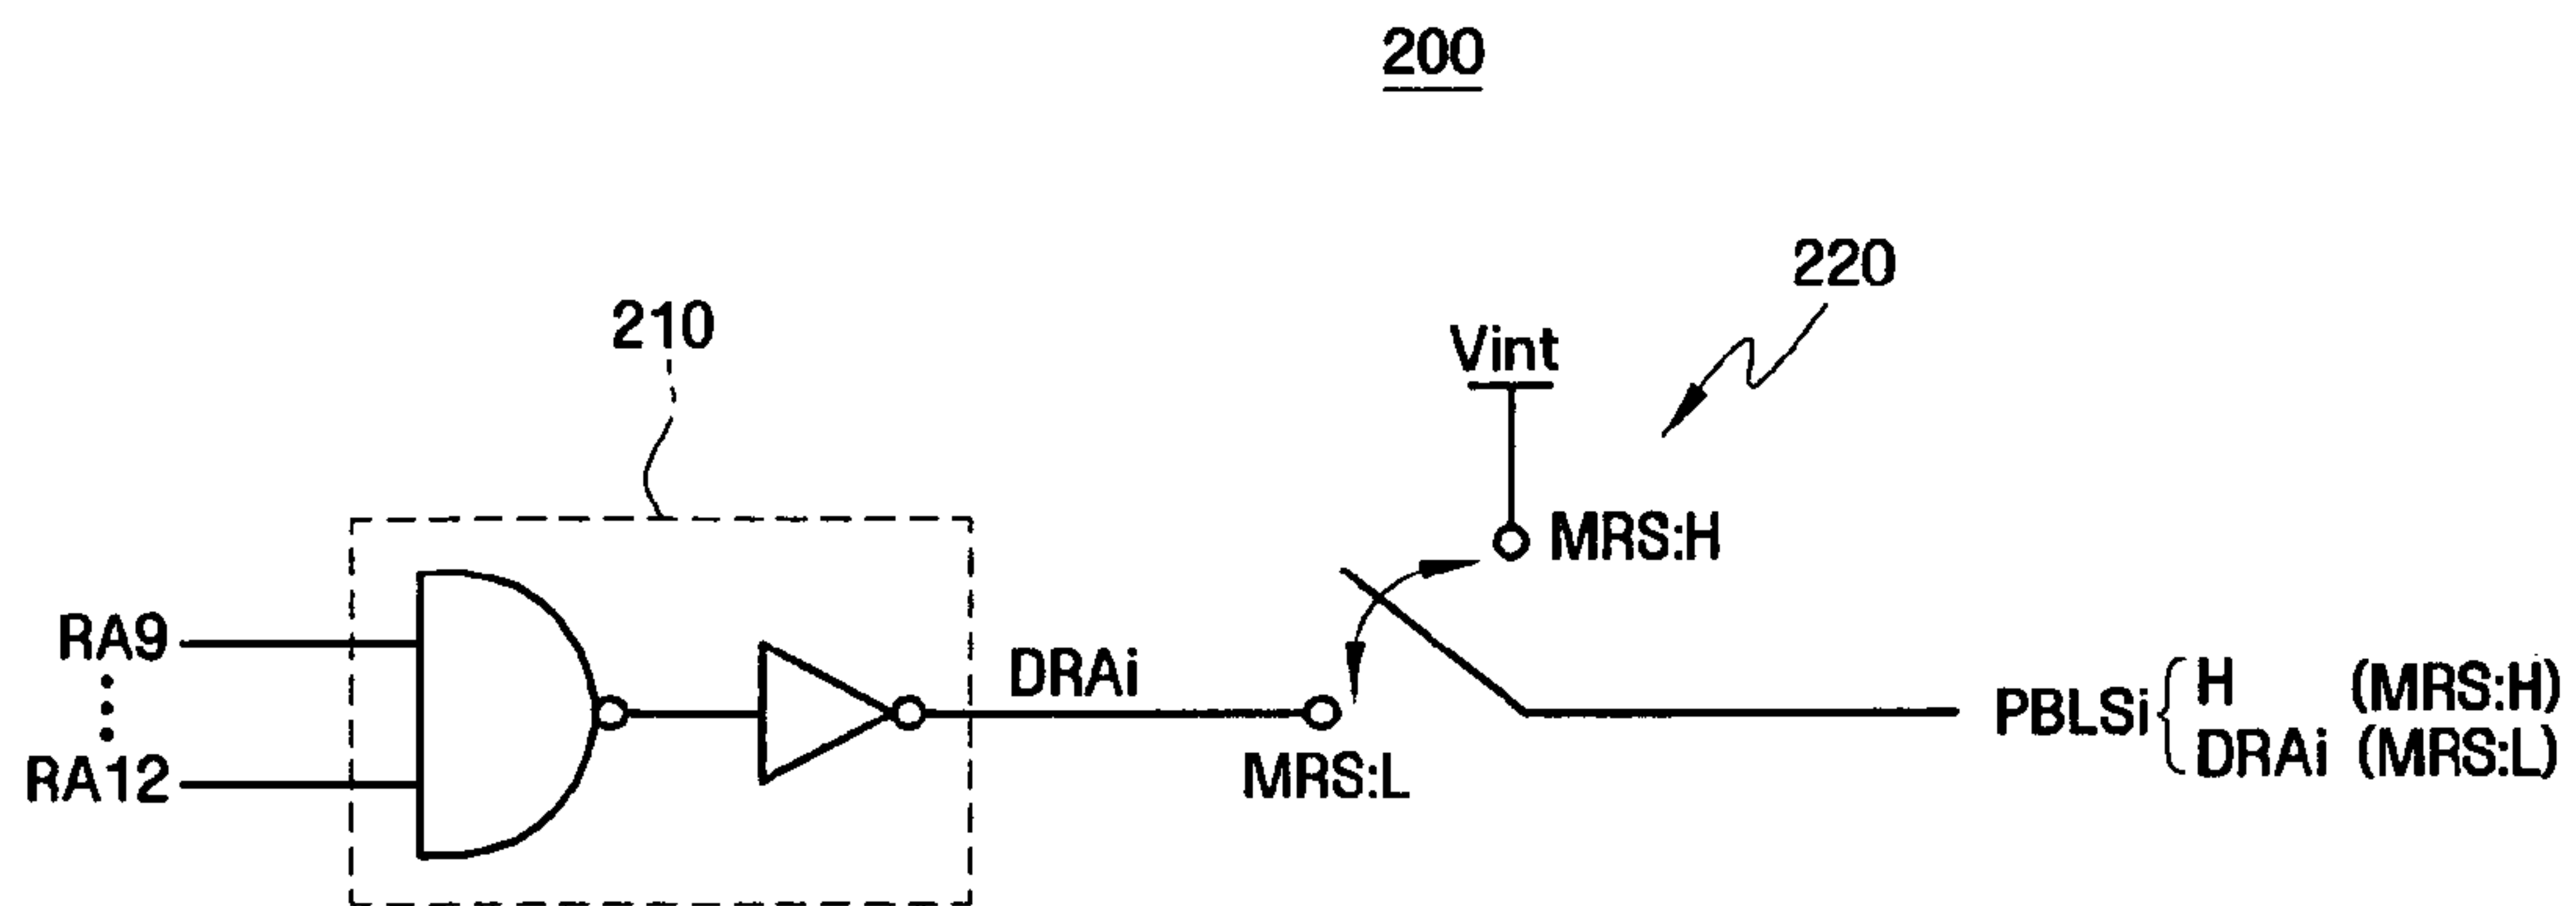 200
220
210
Vint
MRS:H
RA9
DRAi
RA12
MRS:L
PBLSi
H (MRS:H)
DRAi (MRS:L)